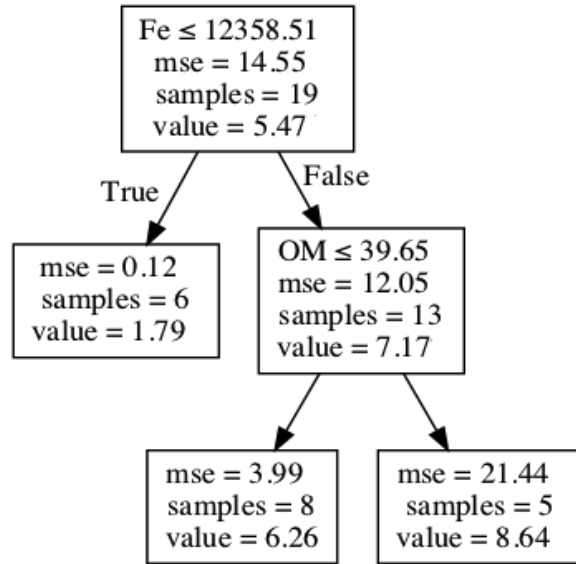 Fe ≤ 12358.51
mse = 14.55
samples = 19
value = 5.47
True
False
mse = 0.12
samples = 6
value = 1.79
OM ≤ 39.65
mse = 12.05
samples = 13
value = 7.17
mse = 3.99
samples = 8
value = 6.26
mse = 21.44
samples = 5
value = 8.64